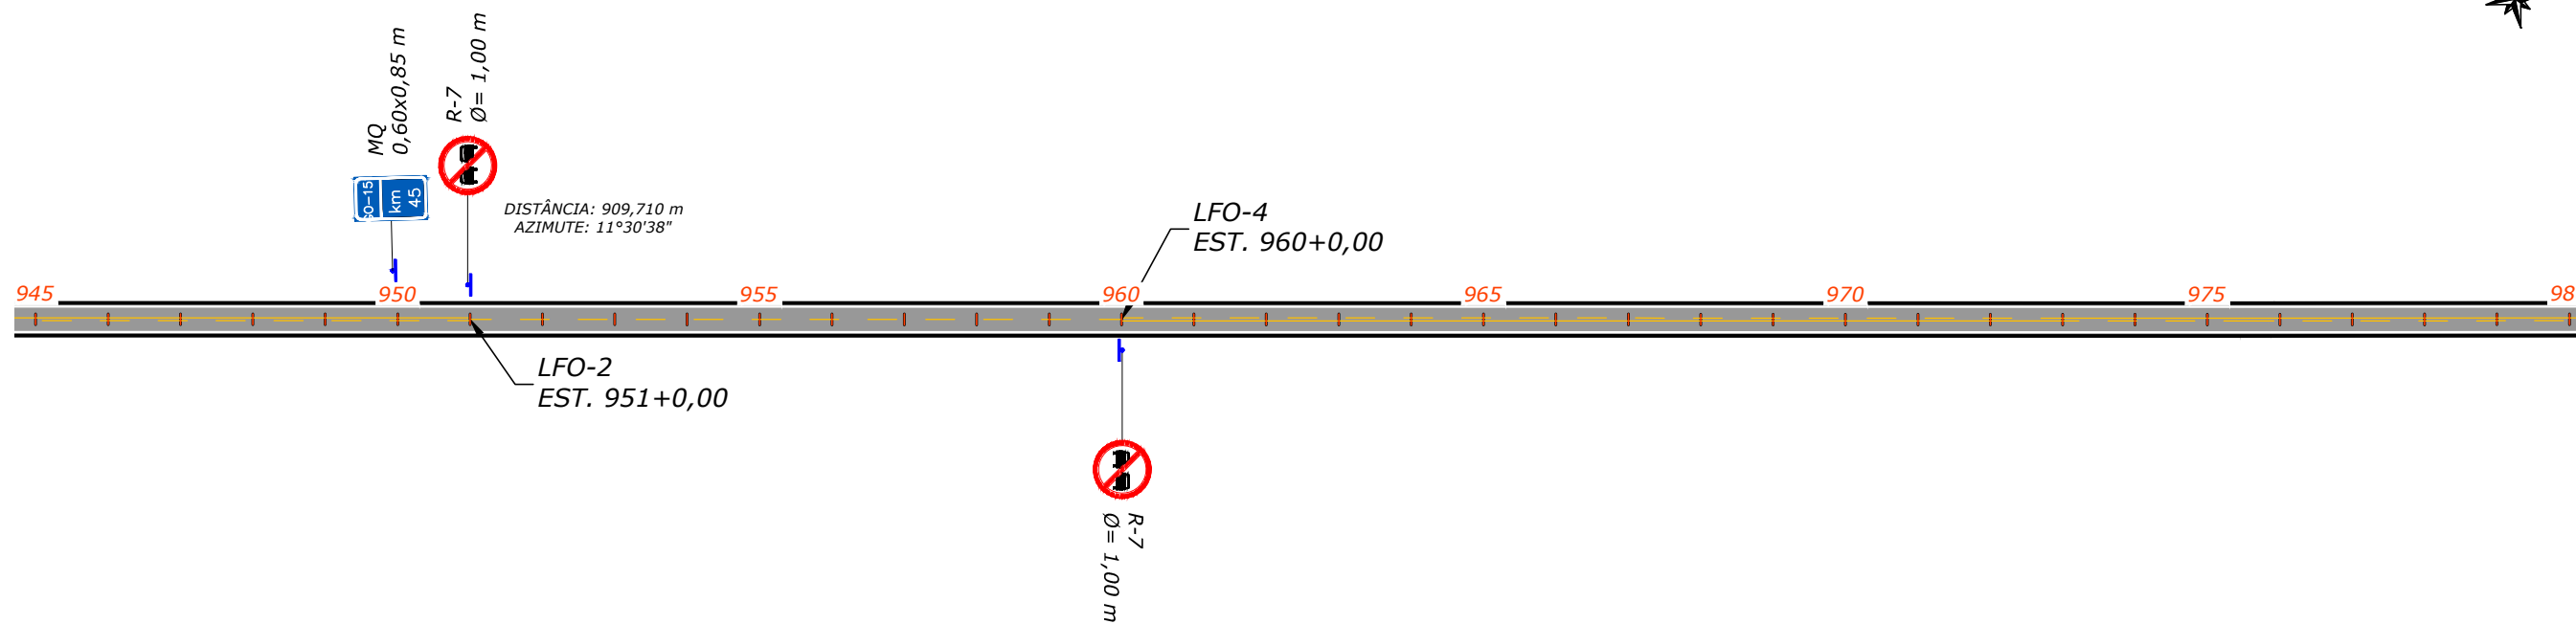 MQ
0,60x0,85 m
R-7
Ø= 1,00 m
km
45
DISTÂNCIA: 909,710 m
AZIMUTE: 11°30'38"
LFO-4
EST. 960+0,00
945
950
955
960
965
970
975
98
LFO-2
EST. 951+0,00
R-7
Ø= 1,00 m